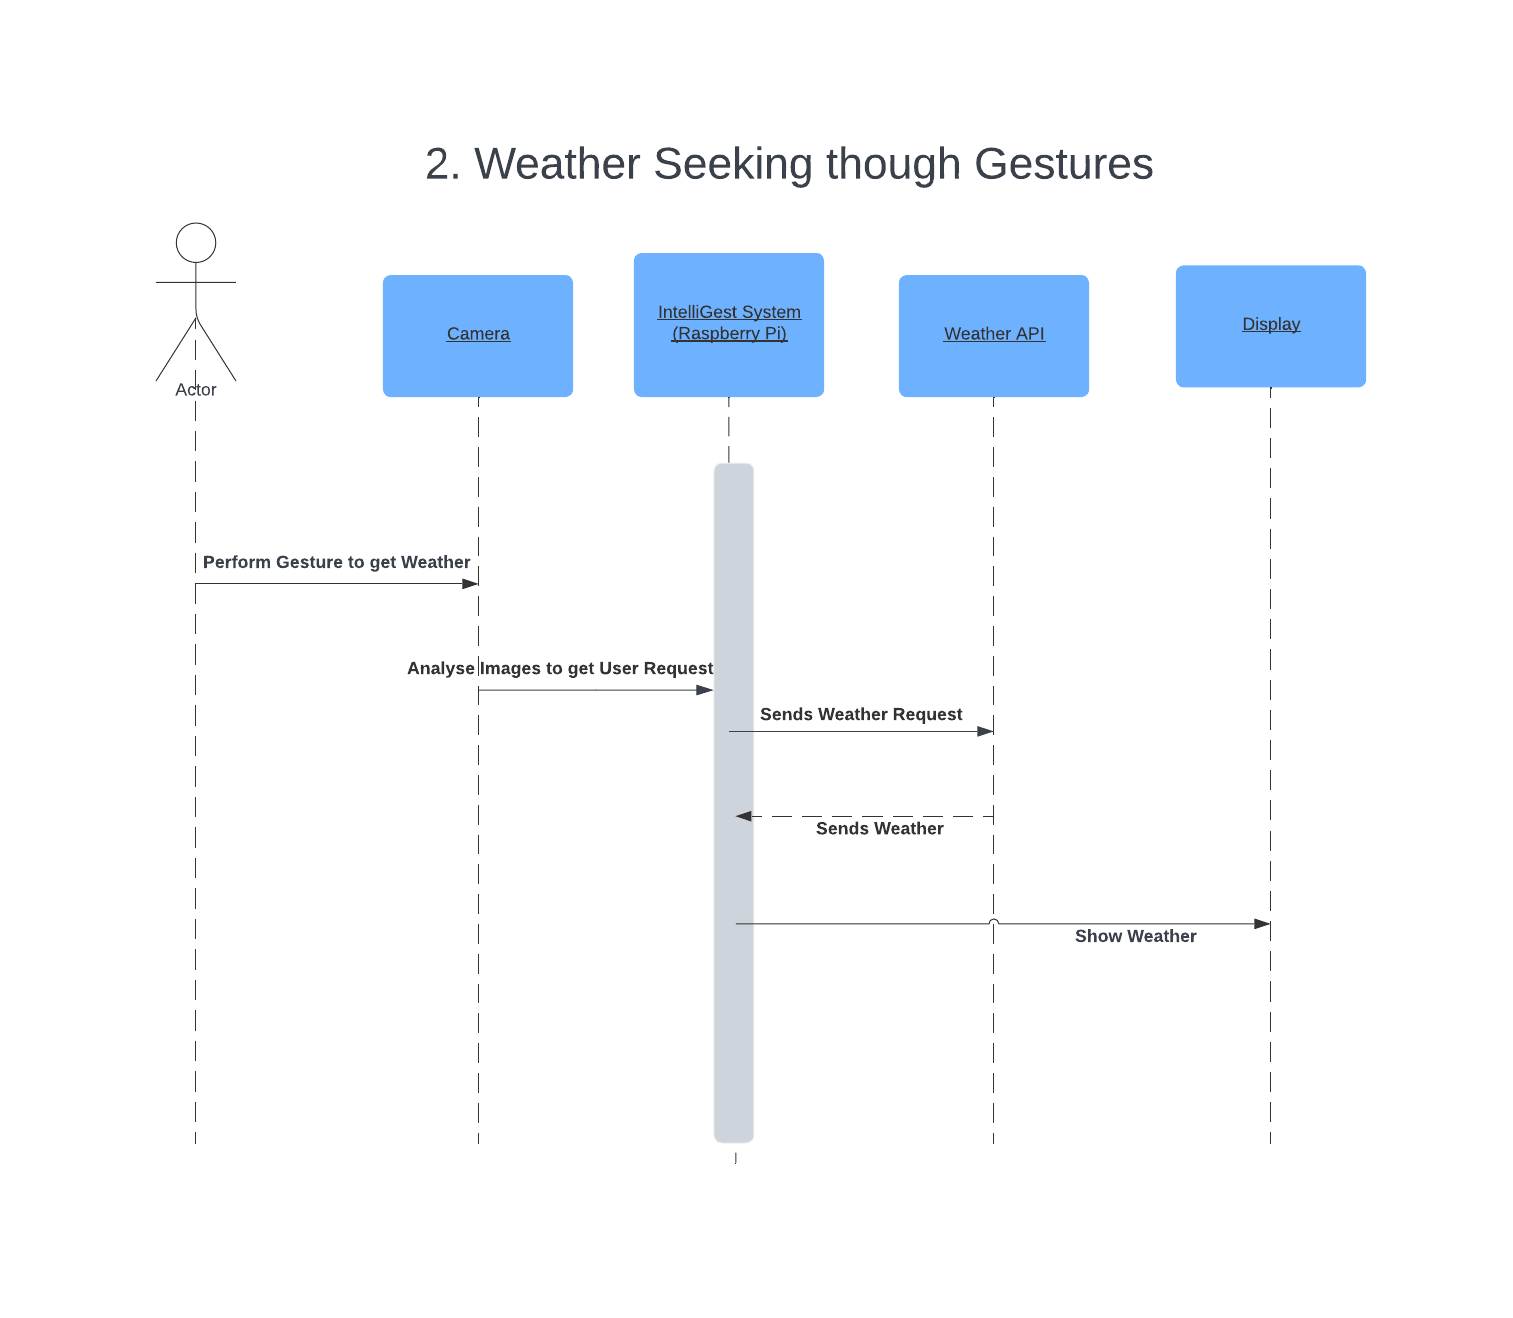 2. Weather Seeking though Gestures
Actor
Camera
IntelliGest System
(Raspberry Pi)
Weather API
Display
Perform Gesture to get Weather
Analyse Images to get User Request
Sends Weather Request
Sends Weather
Show Weather